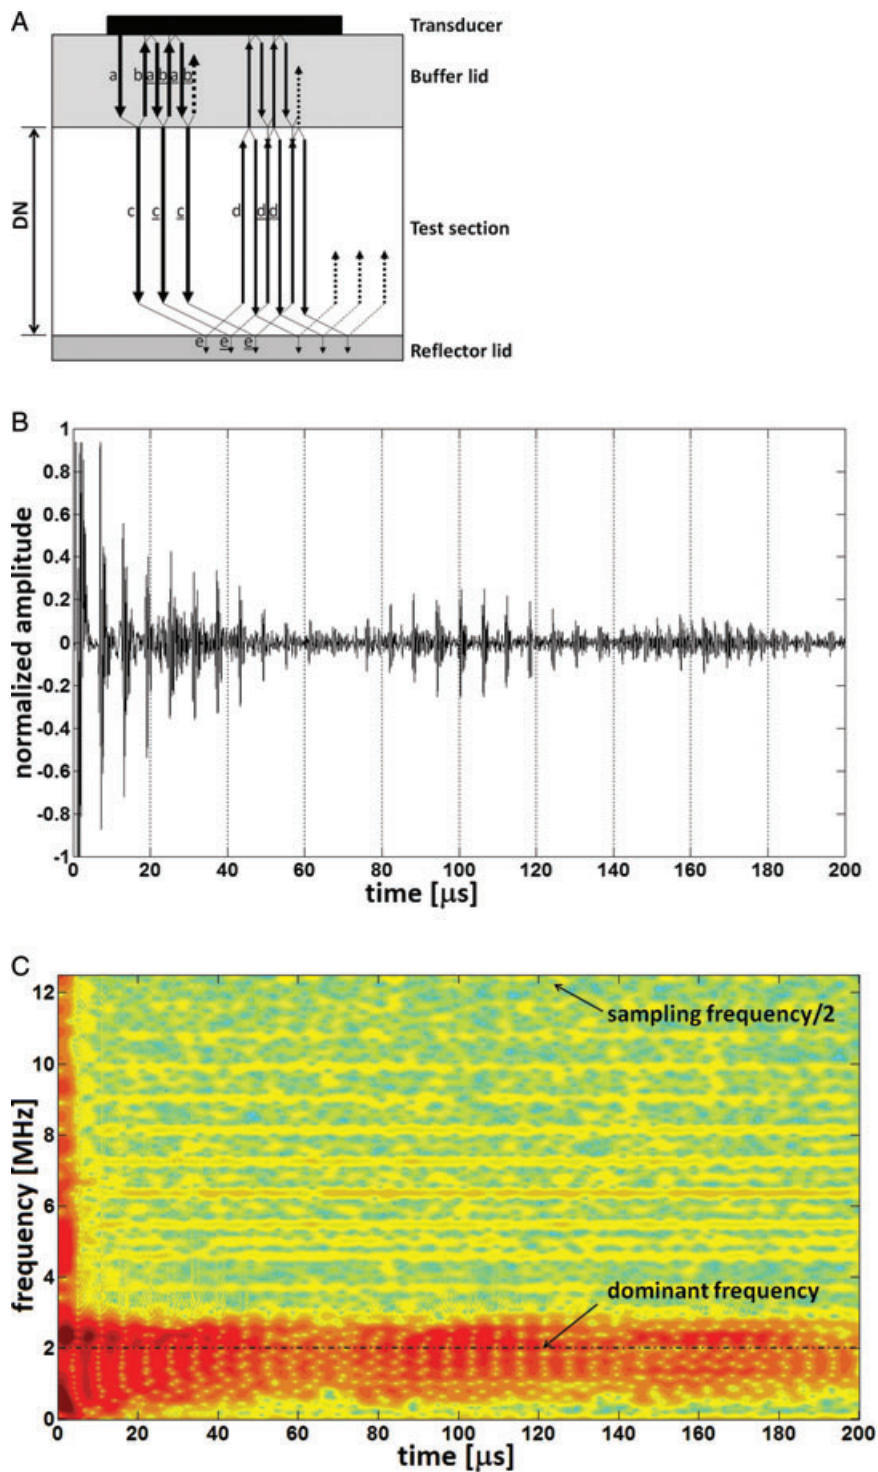 A
Transducer
Buffer lid
a b a b a b
DN
c c c d d d
Test section
e e e
Reflector lid
B
normalized amplitude
1
0.8
0.6
0.4
0.2
0
-0.2
-0.4
-0.6
-0.8
-1
0 20 40 60 80 100 120 140 160 180 200
time [μs]
C
frequency [MHz]
12
10
8
6
4
2
0
sampling frequency/2
dominant frequency
0 20 40 60 80 100 120 140 160 180 200
time [μs]